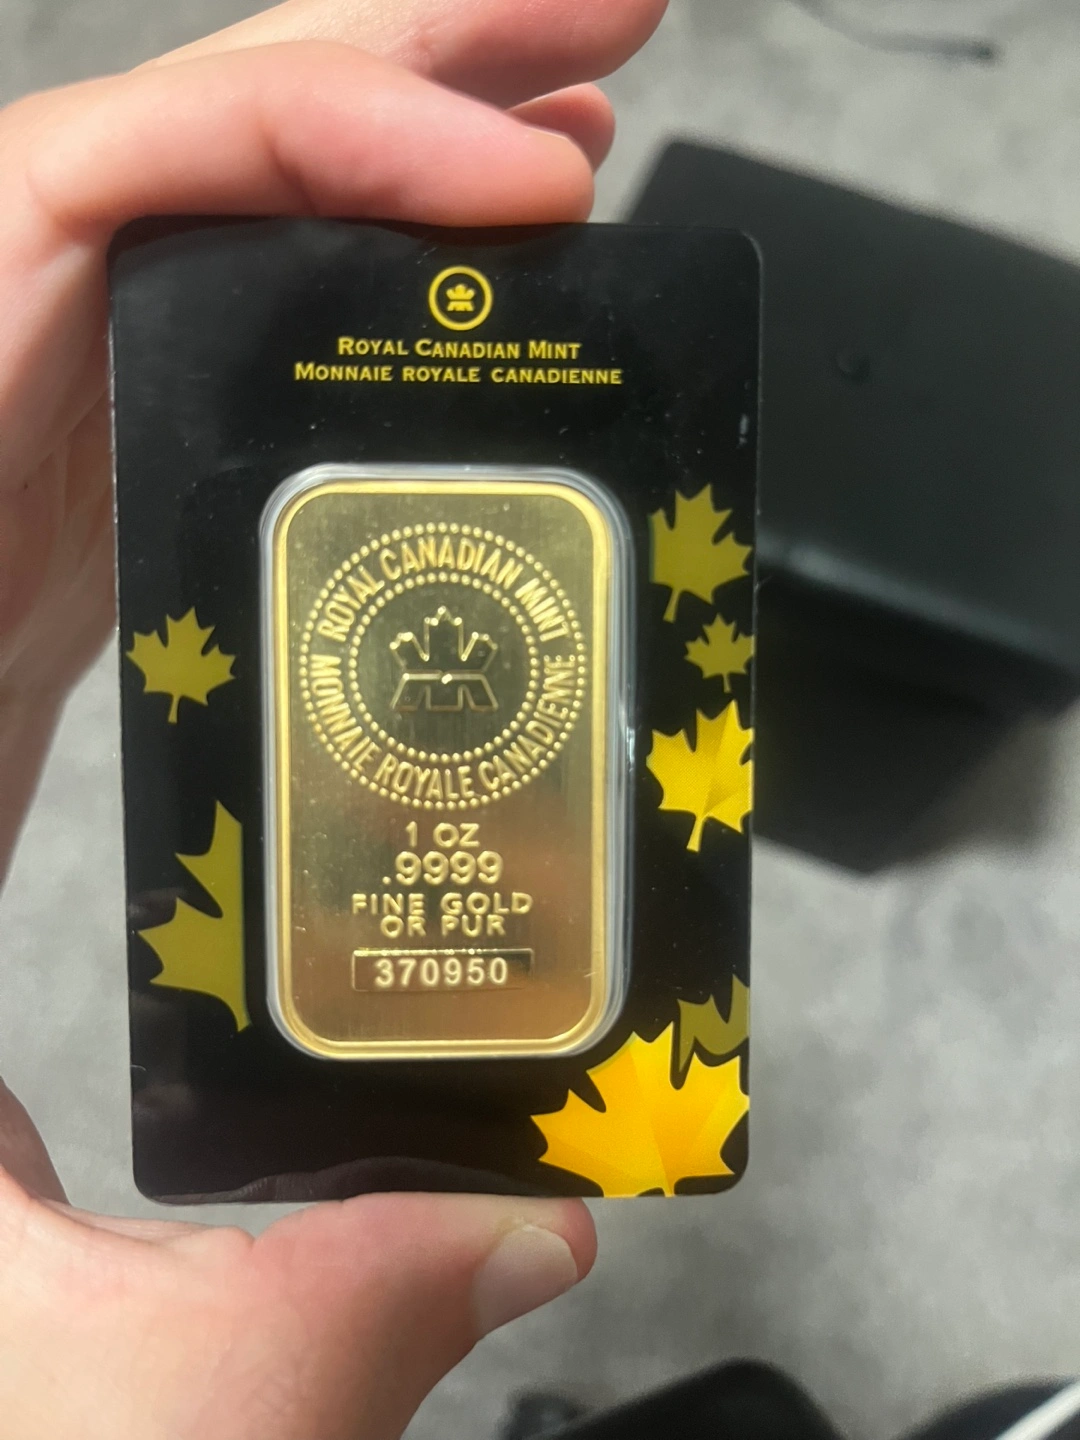 ROYAL CANADIAN MINT
MONNAIE ROYALE CANADIENNE
ROYAL CANADIAN MINT
MONNAIE ROYALE CANADIENNE
1 OZ
.9999
FINE GOLD
OR PUR
370950